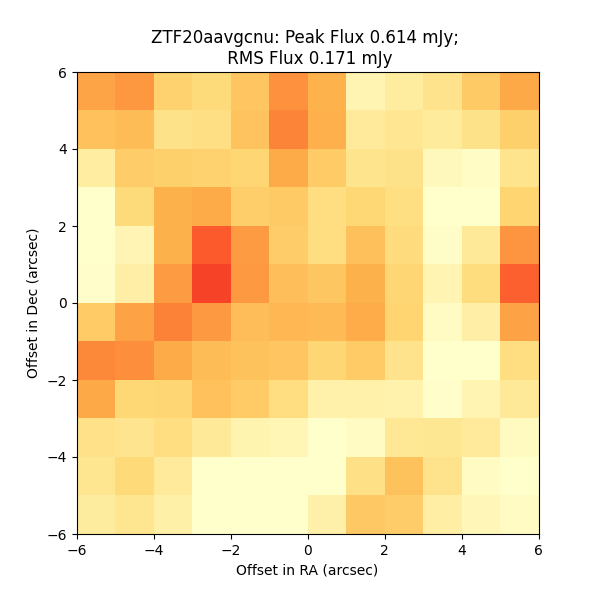 ZTF20aavgcnu: Peak Flux 0.614 mJy;
RMS Flux 0.171 mJy
6
4
2
0
−2
−4
−6
Offset in Dec (arcsec)
−6 −4 −2 0 2 4 6
Offset in RA (arcsec)